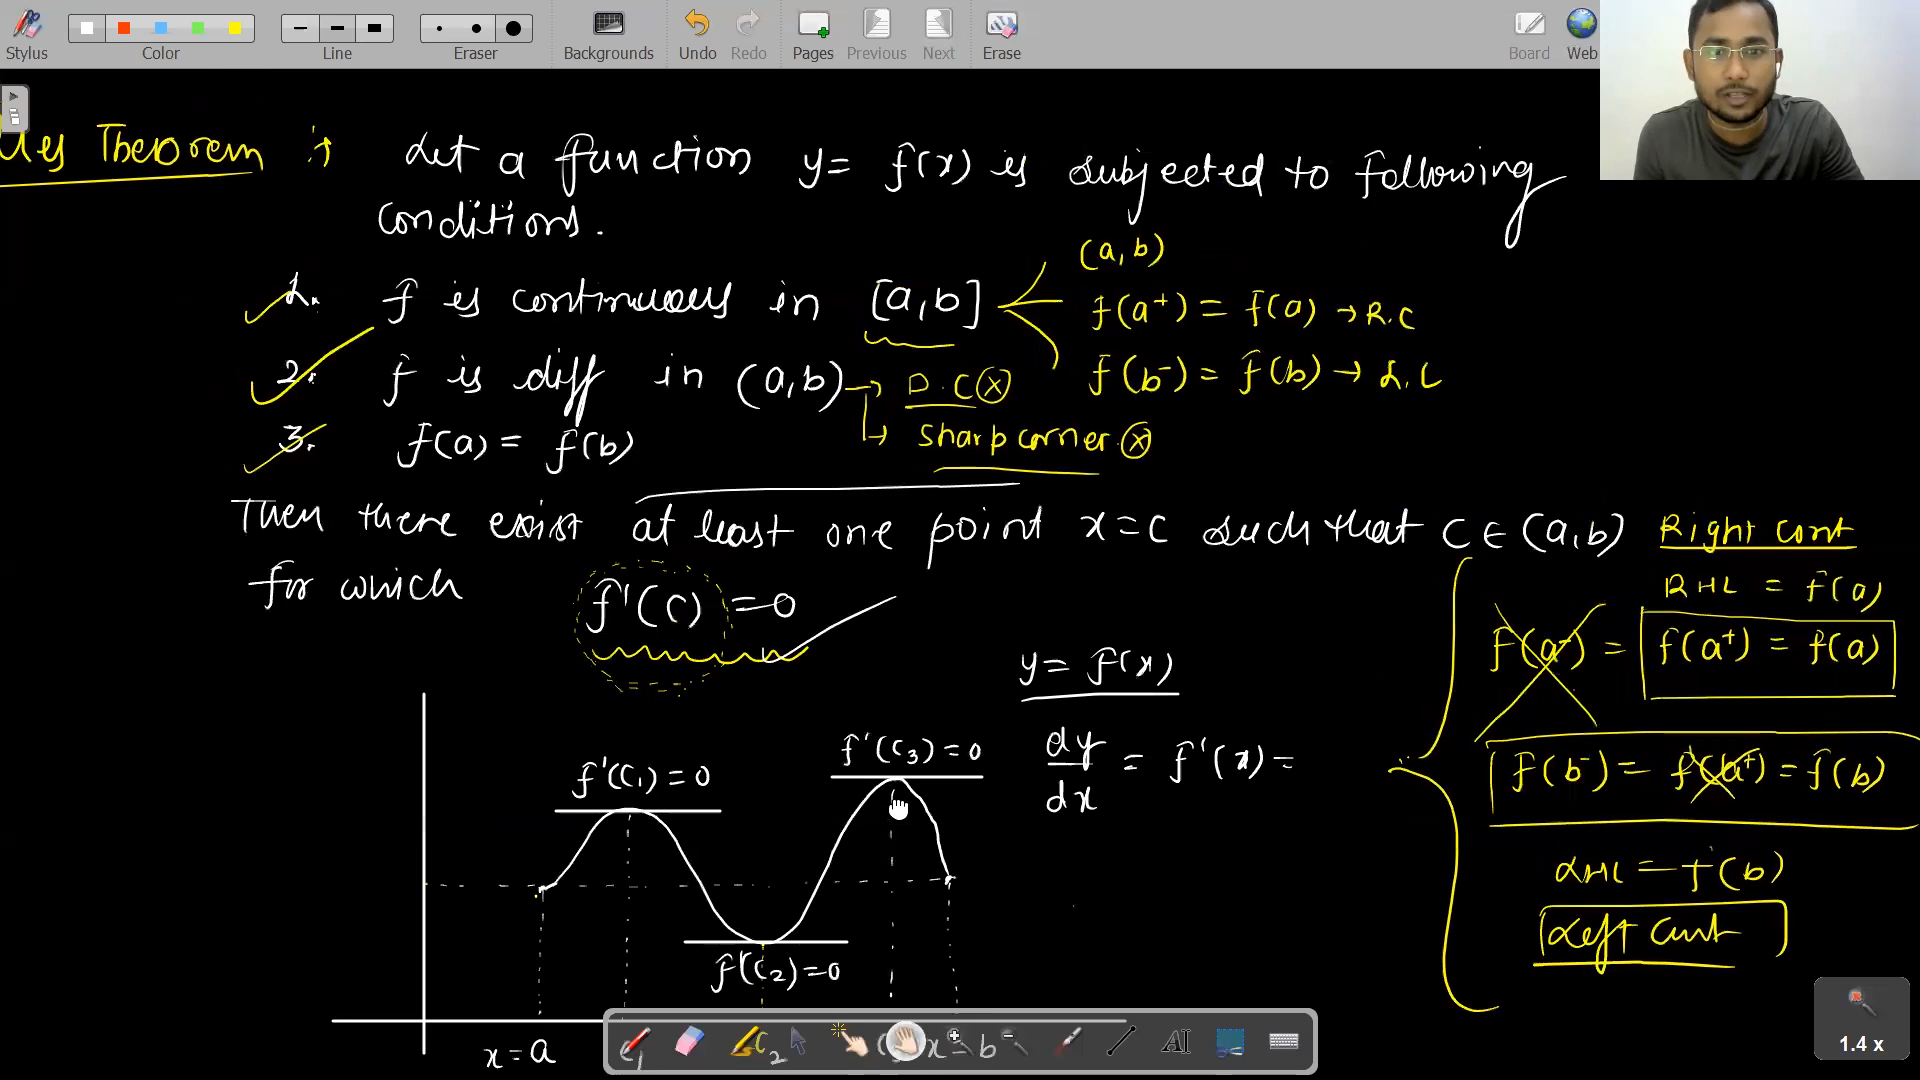 Stylus Color Line Eraser Backgrounds Undo Redo Pages Previous Next Erase Board Web
lles Theorem :→ Let a function y= f(x) is subjected to following
conditions.
(a,b)
1. f is continuous in [a,b] f(a⁺) = f(a) → R.C
2. f is diff in (a,b) → D.C(x) f(b⁻) = f(b) → L.C
3. f(a) = f(b) → Sharp corner (x)
Then there exist at least one point x=c such that c∈(a,b)
for which f'(c) = 0
Right cont
RHL = f(a)
f(a⁻) = f(a⁺) = f(a)
f(b⁻) = f(b⁺) = f(b)
LHL = f(b)
Left cont
y= f(x)
dy/dx = f'(x)=
f'(c₁)=0
f'(c₃)=0
f'(c₂)=0
x=a c₁ c₂ x=b
1.4 x